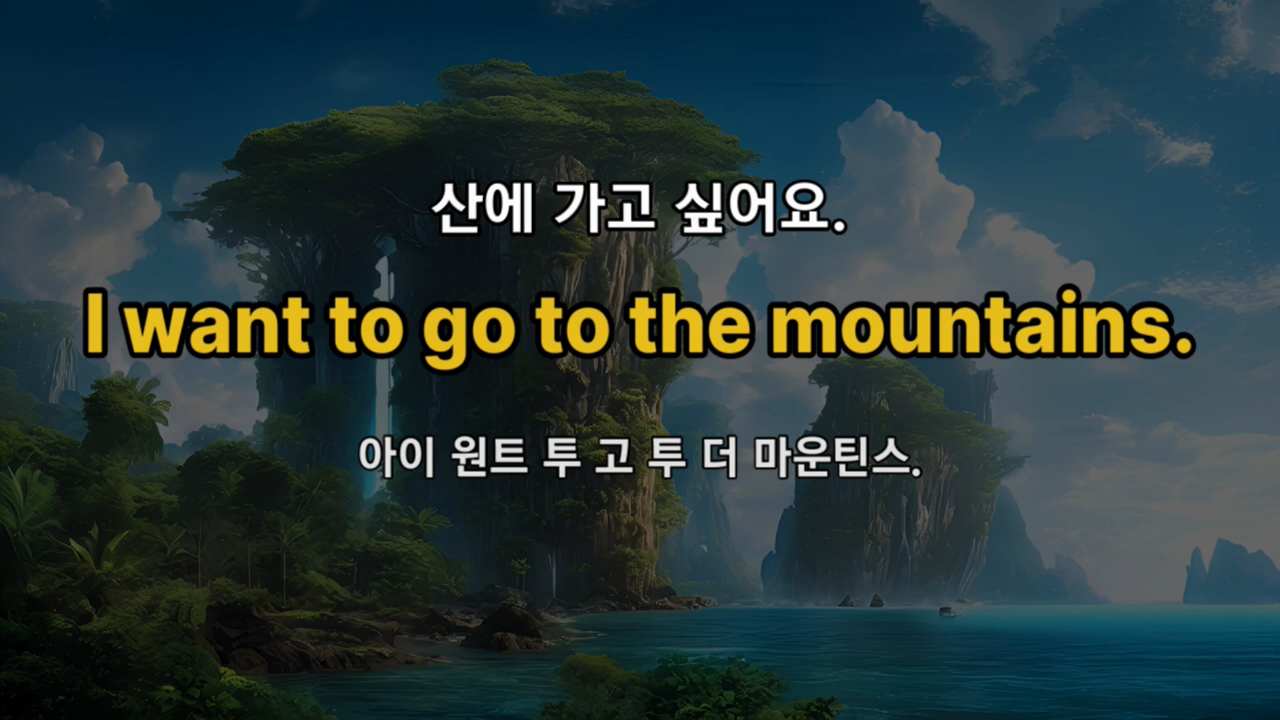 산에 가고 싶어요.
I want to go to the mountains.
아이 원트 투 고 투 더 마운틴스.